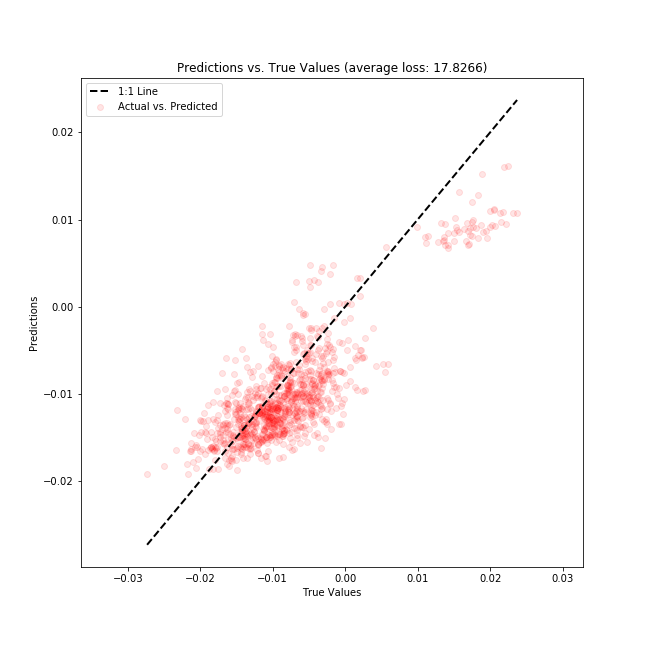 Predictions vs. True Values (average loss: 17.8266)
1:1 Line
Actual vs. Predicted
0.02
0.01
0.00
−0.01
−0.02
Predictions
−0.03
−0.02
−0.01
0.00
0.01
0.02
0.03
True Values